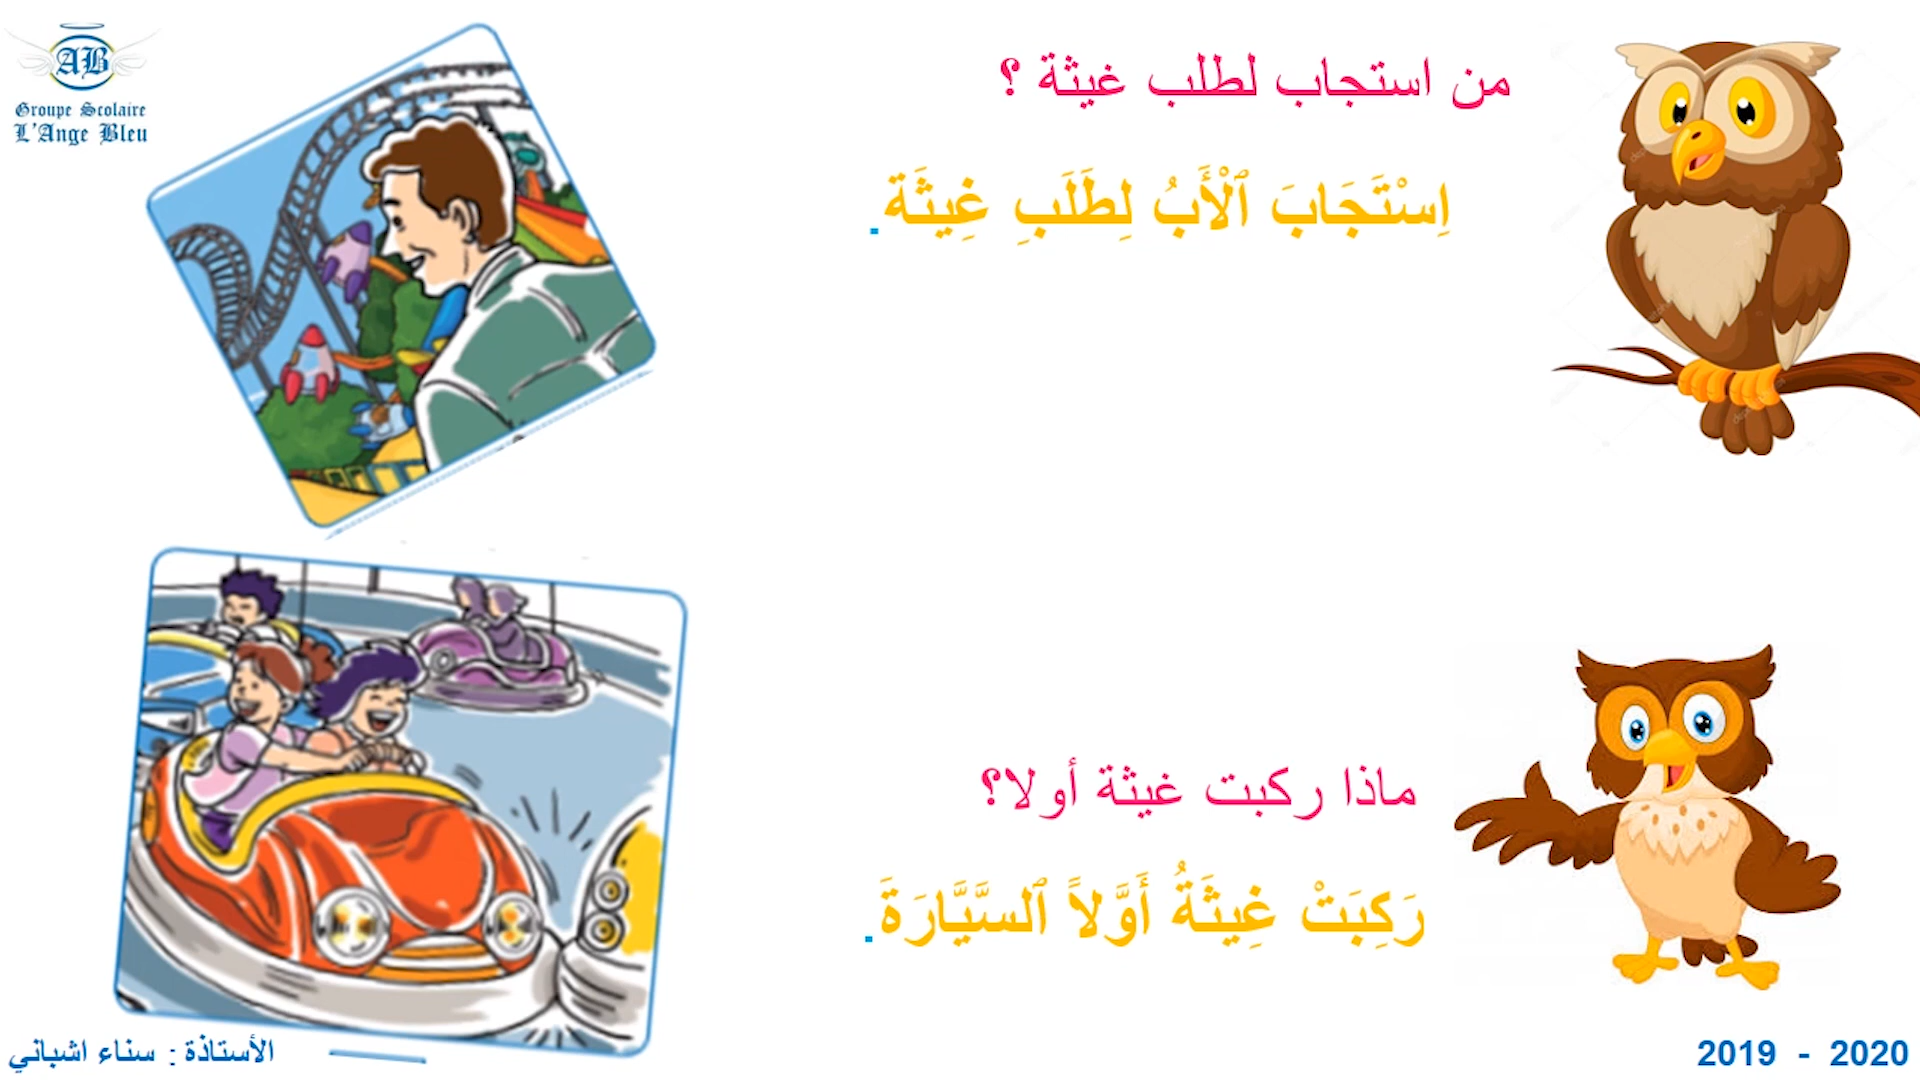 AB
Groupe Scolaire
L'Ange Bleu
من استجاب لطلب غيثة ؟
اِسْتَجَابَ ٱلْأَبُ لِطَلَبِ غِيثَة.
ماذا ركبت غيثة أولا؟
رَكِبَتْ غِيثَةُ أَوَّلاً ٱلسَّيَّارَةَ.
الأستاذة : سناء اشباني
2019 - 2020